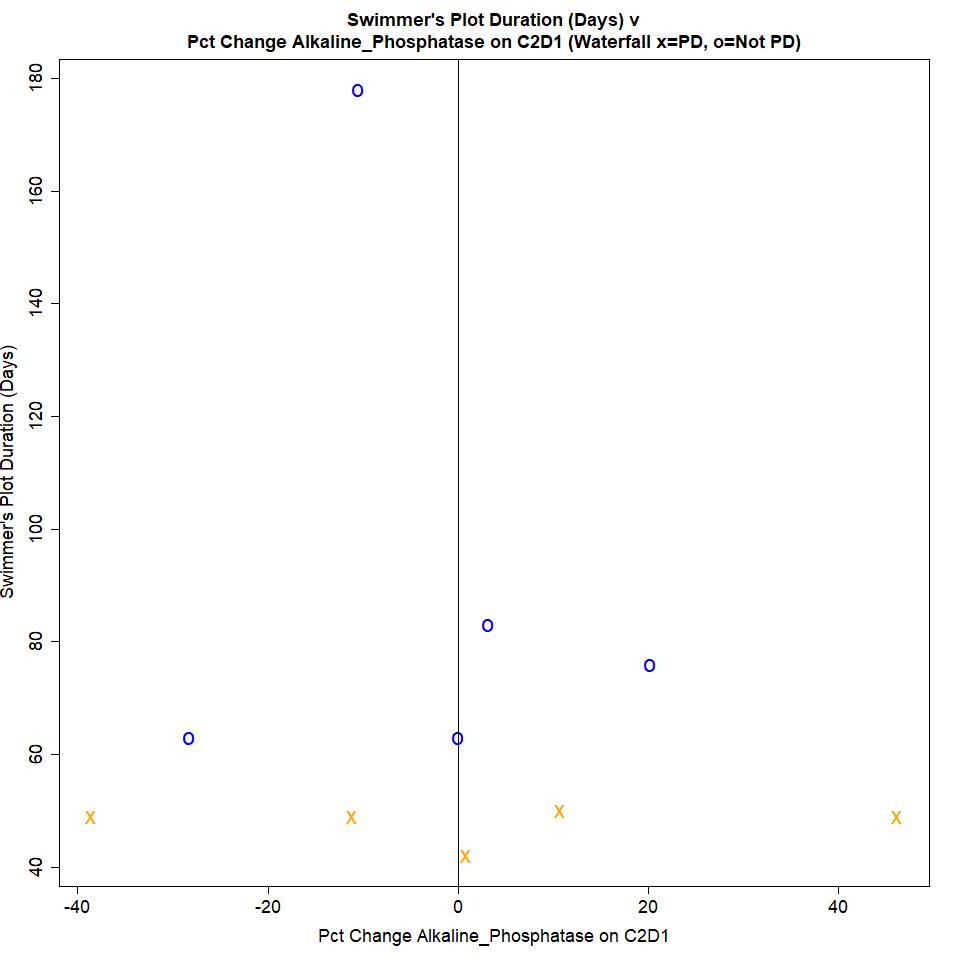 Swimmer's Plot Duration (Days) v
Pct Change Alkaline_Phosphatase on C2D1 (Waterfall x=PD, o=Not PD)
Swimmer's Plot Duration (Days)
180
160
140
120
100
80
60
40
O
O
O
O
O
X
X
X
X
X
-40
-20
0
20
40
Pct Change Alkaline_Phosphatase on C2D1